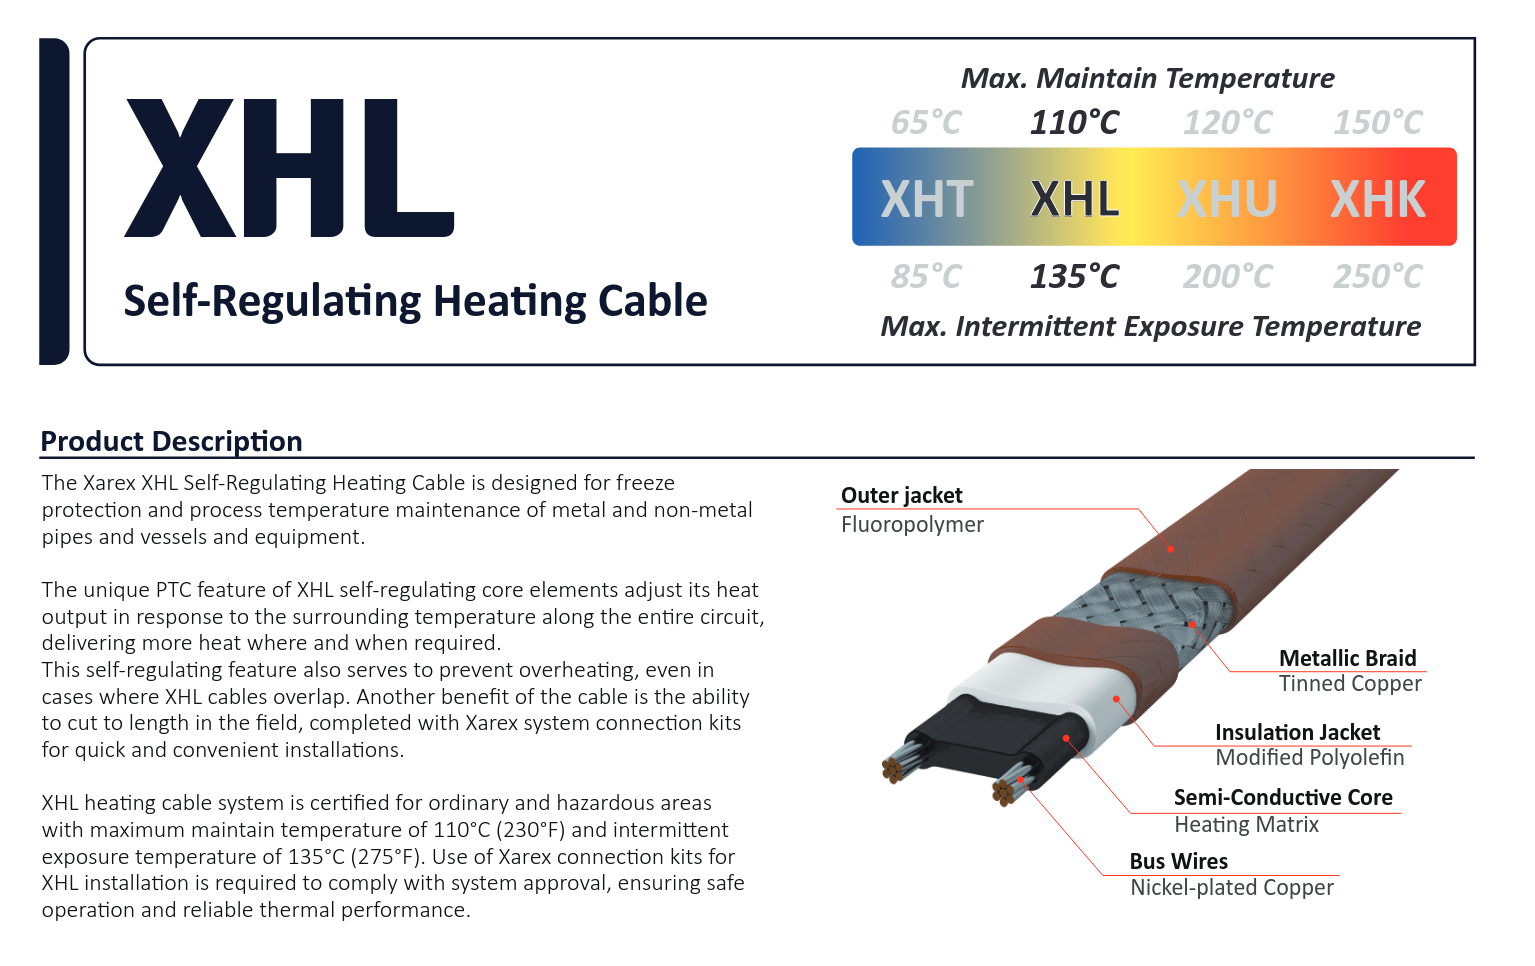 XHL
Self-Regulating Heating Cable
Max. Maintain Temperature
65°C 110°C 120°C 150°C
XHT XHL XHU XHK
85°C 135°C 200°C 250°C
Max. Intermittent Exposure Temperature
Product Description
The Xarex XHL Self-Regulating Heating Cable is designed for freeze
protection and process temperature maintenance of metal and non-metal
pipes and vessels and equipment.
The unique PTC feature of XHL self-regulating core elements adjust its heat
output in response to the surrounding temperature along the entire circuit,
delivering more heat where and when required.
This self-regulating feature also serves to prevent overheating, even in
cases where XHL cables overlap. Another benefit of the cable is the ability
to cut to length in the field, completed with Xarex system connection kits
for quick and convenient installations.
XHL heating cable system is certified for ordinary and hazardous areas
with maximum maintain temperature of 110°C (230°F) and intermittent
exposure temperature of 135°C (275°F). Use of Xarex connection kits for
XHL installation is required to comply with system approval, ensuring safe
operation and reliable thermal performance.
Outer jacket
Fluoropolymer
Metallic Braid
Tinned Copper
Insulation Jacket
Modified Polyolefin
Semi-Conductive Core
Heating Matrix
Bus Wires
Nickel-plated Copper